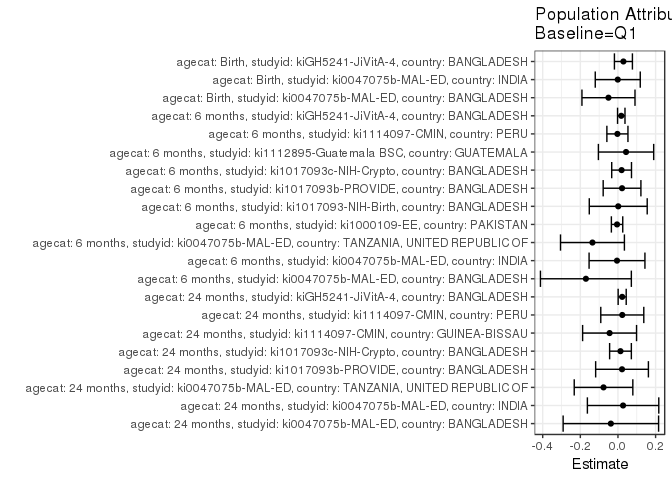 Population Attribu
Baseline=Q1
agecat: Birth, studyid: kiGH5241-JiVitA-4, country: BANGLADESH
agecat: Birth, studyid: ki0047075b-MAL-ED, country: INDIA
agecat: Birth, studyid: ki0047075b-MAL-ED, country: BANGLADESH
agecat: 6 months, studyid: kiGH5241-JiVitA-4, country: BANGLADESH
agecat: 6 months, studyid: ki1114097-CMIN, country: PERU
agecat: 6 months, studyid: ki1112895-Guatemala BSC, country: GUATEMALA
agecat: 6 months, studyid: ki1017093c-NIH-Crypto, country: BANGLADESH
agecat: 6 months, studyid: ki1017093b-PROVIDE, country: BANGLADESH
agecat: 6 months, studyid: ki1017093-NIH-Birth, country: BANGLADESH
agecat: 6 months, studyid: ki1000109-EE, country: PAKISTAN
agecat: 6 months, studyid: ki0047075b-MAL-ED, country: TANZANIA, UNITED REPUBLIC OF
agecat: 6 months, studyid: ki0047075b-MAL-ED, country: INDIA
agecat: 6 months, studyid: ki0047075b-MAL-ED, country: BANGLADESH
agecat: 24 months, studyid: kiGH5241-JiVitA-4, country: BANGLADESH
agecat: 24 months, studyid: ki1114097-CMIN, country: PERU
agecat: 24 months, studyid: ki1114097-CMIN, country: GUINEA-BISSAU
agecat: 24 months, studyid: ki1017093c-NIH-Crypto, country: BANGLADESH
agecat: 24 months, studyid: ki1017093b-PROVIDE, country: BANGLADESH
agecat: 24 months, studyid: ki0047075b-MAL-ED, country: TANZANIA, UNITED REPUBLIC OF
agecat: 24 months, studyid: ki0047075b-MAL-ED, country: INDIA
agecat: 24 months, studyid: ki0047075b-MAL-ED, country: BANGLADESH
-0.4 -0.2 0.0 0.2
Estimate